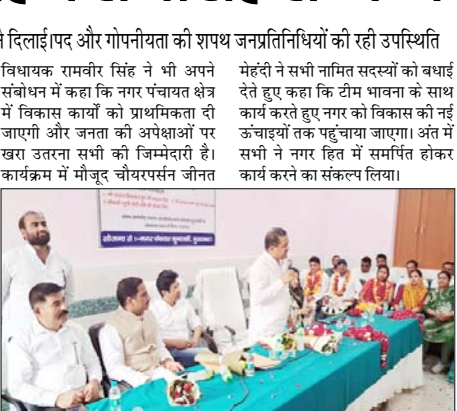 दिलाई।पद और गोपनीयता की शपथ जनप्रतिनिधियों की रही उपस्थिति
विधायक रामवीर सिंह ने भी अपने
संबोधन में कहा कि नगर पंचायत क्षेत्र
में विकास कार्यों को प्राथमिकता दी
जाएगी और जनता की अपेक्षाओं पर
खरा उतरना सभी की जिम्मेदारी है।
कार्यक्रम में मौजूद चौयरपर्सन जीनत
मेहंदी ने सभी नामित सदस्यों को बधाई
देते हुए कहा कि टीम भावना के साथ
कार्य करते हुए नगर को विकास की नई
ऊंचाइयों तक पहुंचाया जाएगा। अंत में
सभी ने नगर हित में समर्पित होकर
कार्य करने का संकल्प लिया।